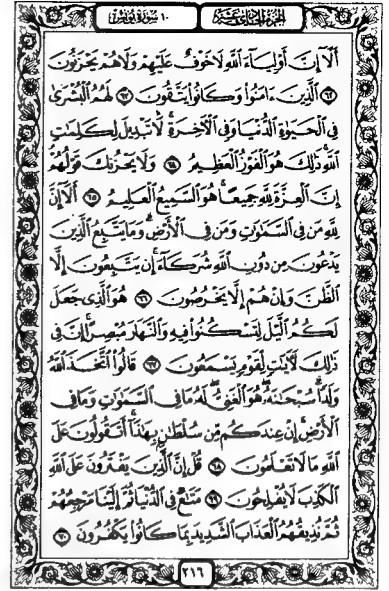 الجزء الحادي عشر
١٠ سورة يونس
أَلَآ إِنَّ أَوْلِيَآءَ ٱللَّهِ لَا خَوْفٌ عَلَيْهِمْ وَلَا هُمْ يَحْزَنُونَ
٦٢ ٱلَّذِينَ ءَامَنُوا۟ وَكَانُوا۟ يَتَّقُونَ ٦٣ لَهُمُ ٱلْبُشْرَىٰ
فِى ٱلْحَيَوٰةِ ٱلدُّنْيَا وَفِى ٱلْءَاخِرَةِ ۚ لَا تَبْدِيلَ لِكَلِمَـٰتِ
ٱللَّهِ ۚ ذَٰلِكَ هُوَ ٱلْفَوْزُ ٱلْعَظِيمُ ٦٤ وَلَا يَحْزُنكَ قَوْلُهُمْ ۘ
إِنَّ ٱلْعِزَّةَ لِلَّهِ جَمِيعًا ۚ هُوَ ٱلسَّمِيعُ ٱلْعَلِيمُ ٦٥ أَلَآ إِنَّ
لِلَّهِ مَن فِى ٱلسَّمَـٰوَٰتِ وَمَن فِى ٱلْأَرْضِ ۗ وَمَا يَتَّبِعُ ٱلَّذِينَ
يَدْعُونَ مِن دُونِ ٱللَّهِ شُرَكَآءَ ۚ إِن يَتَّبِعُونَ إِلَّا
ٱلظَّنَّ وَإِنْ هُمْ إِلَّا يَخْرُصُونَ ٦٦ هُوَ ٱلَّذِى جَعَلَ
لَكُمُ ٱلَّيْلَ لِتَسْكُنُوا۟ فِيهِ وَٱلنَّهَارَ مُبْصِرًا ۚ إِنَّ فِى
ذَٰلِكَ لَـَٔايَـٰتٍ لِّقَوْمٍ يَسْمَعُونَ ٦٧ قَالُوا۟ ٱتَّخَذَ ٱللَّهُ
وَلَدًا ۗ سُبْحَـٰنَهُۥ ۖ هُوَ ٱلْغَنِىُّ ۖ لَهُۥ مَا فِى ٱلسَّمَـٰوَٰتِ وَمَا فِى
ٱلْأَرْضِ ۚ إِنْ عِندَكُم مِّن سُلْطَـٰنٍۭ بِهَـٰذَآ ۚ أَتَقُولُونَ عَلَى
ٱللَّهِ مَا لَا تَعْلَمُونَ ٦٨ قُلْ إِنَّ ٱلَّذِينَ يَفْتَرُونَ عَلَى ٱللَّهِ
ٱلْكَذِبَ لَا يُفْلِحُونَ ٦٩ مَتَـٰعٌ فِى ٱلدُّنْيَا ثُمَّ إِلَيْنَا مَرْجِعُهُمْ
ثُمَّ نُذِيقُهُمُ ٱلْعَذَابَ ٱلشَّدِيدَ بِمَا كَانُوا۟ يَكْفُرُونَ ٧٠
٢١٦